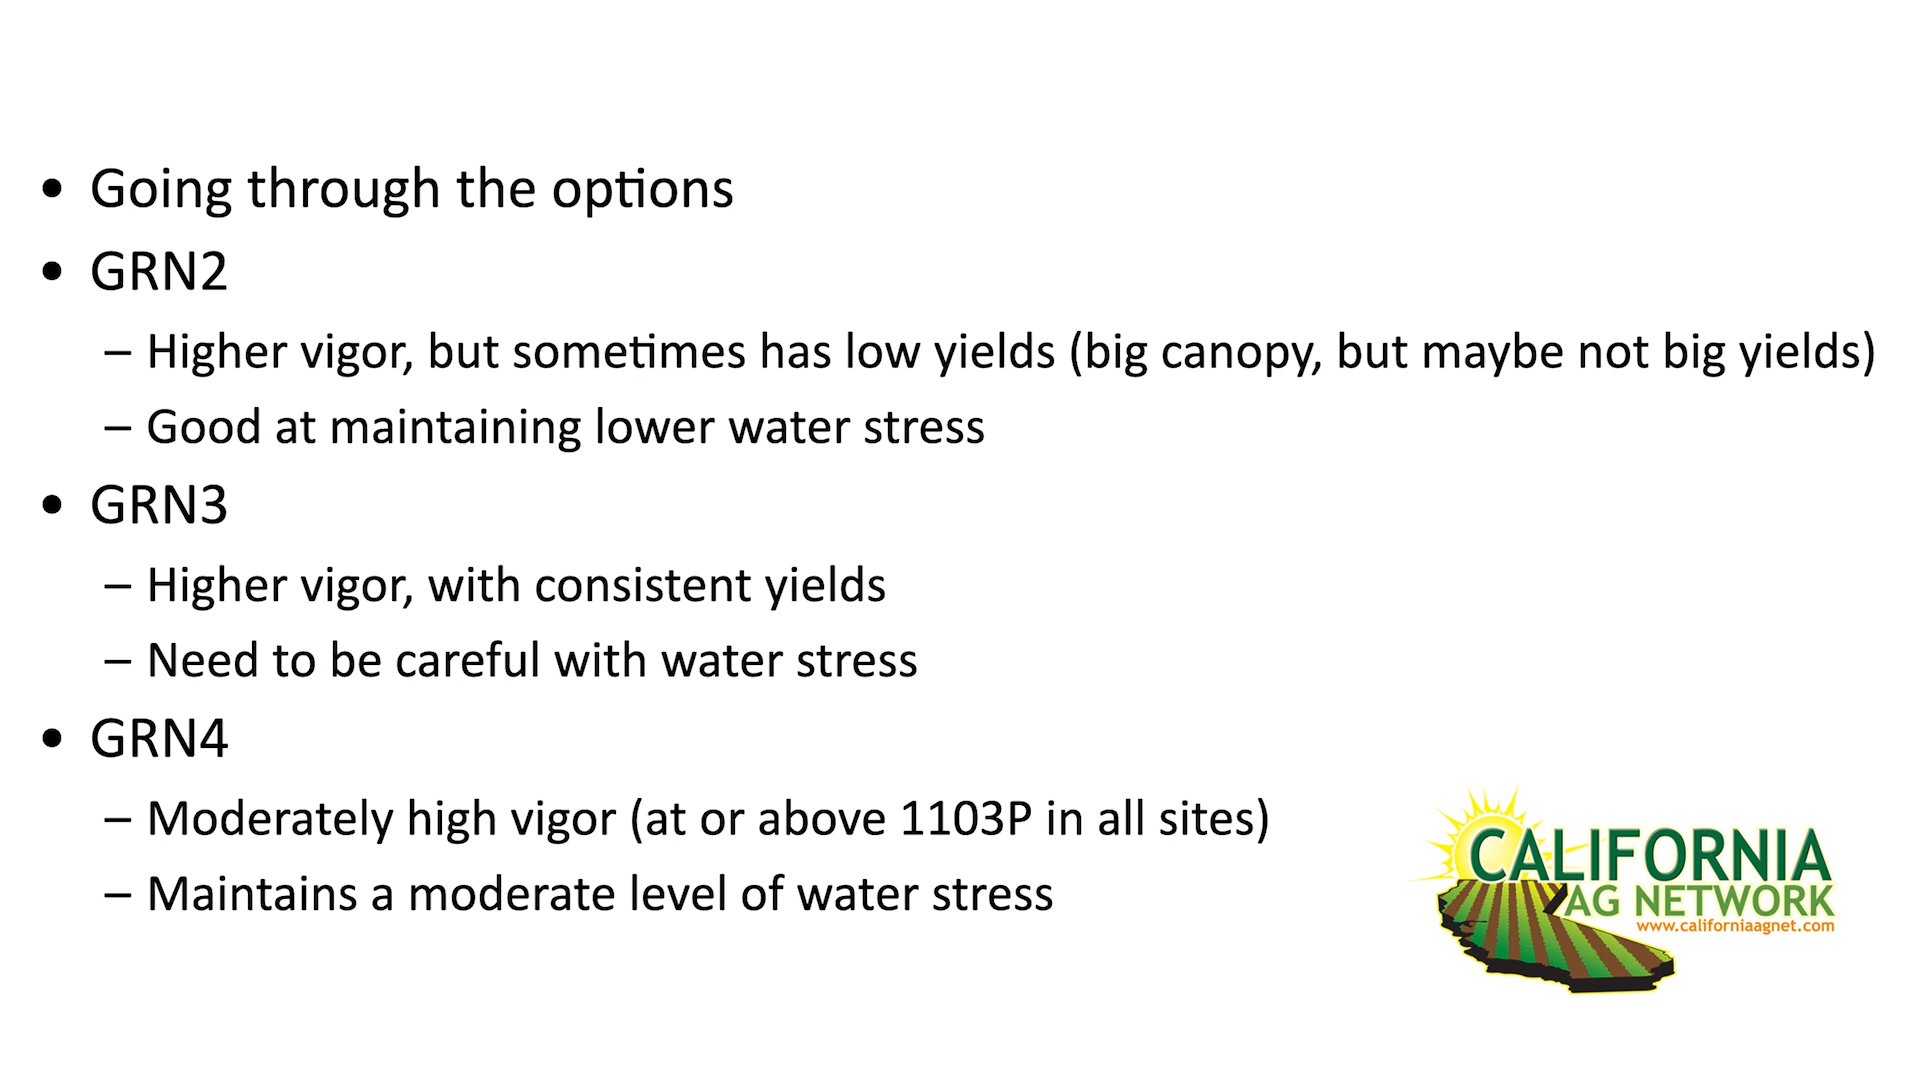 • Going through the options
• GRN2
– Higher vigor, but sometimes has low yields (big canopy, but maybe not big yields)
– Good at maintaining lower water stress
• GRN3
– Higher vigor, with consistent yields
– Need to be careful with water stress
• GRN4
– Moderately high vigor (at or above 1103P in all sites)
– Maintains a moderate level of water stress
CALIFORNIA
AG NETWORK
www.californiaagnet.com